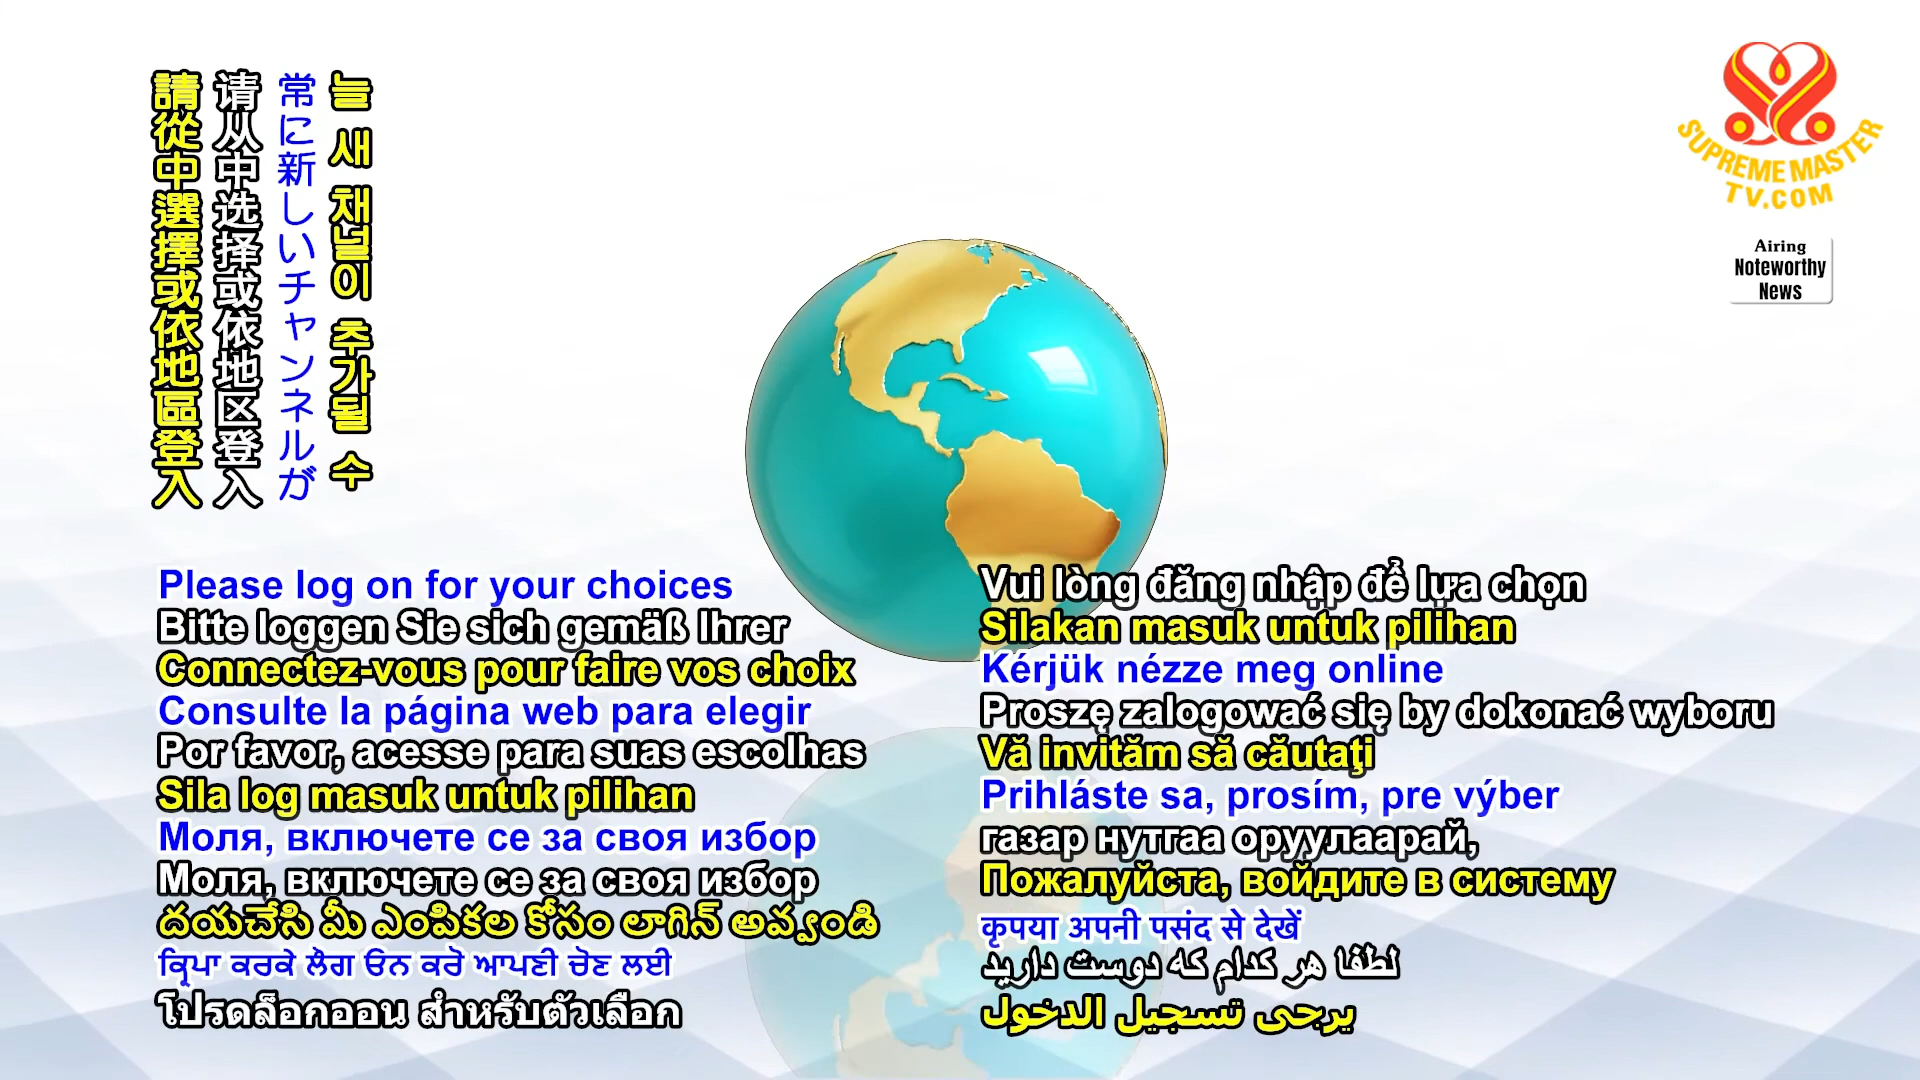 請從中選擇或依地區登入
请从中选择或依地区登入
常に新しいチャンネルが
늘 새 채널이 추가될 수
SUPREME MASTER
TV.COM
Airing
Noteworthy
News
Please log on for your choices
Bitte loggen Sie sich gemäß Ihrer
Connectez-vous pour faire vos choix
Consulte la página web para elegir
Por favor, acesse para suas escolhas
Sila log masuk untuk pilihan
Моля, включете се за своя избор
Моля, включете се за своя избор
దయచేసి మీ ఎంపికల కోసం లాగిన్ అవ్వండి
ਕ੍ਰਿਪਾ ਕਰਕੇ ਲੌਗ ਓਨ ਕਰੋ ਆਪਣੀ ਚੋਣ ਲਈ
โปรดล็อกออน สำหรับตัวเลือก
Vui lòng đăng nhập để lựa chọn
Silakan masuk untuk pilihan
Kérjük nézze meg online
Proszę zalogować się by dokonać wyboru
Vă invităm să căutaţi
Prihláste sa, prosím, pre výber
газар нутгаа оруулаарай,
Пожалуйста, войдите в систему
कृपया अपनी पसंद से देखें
لطفا هر کدام که دوست دارید
يرجى تسجيل الدخول